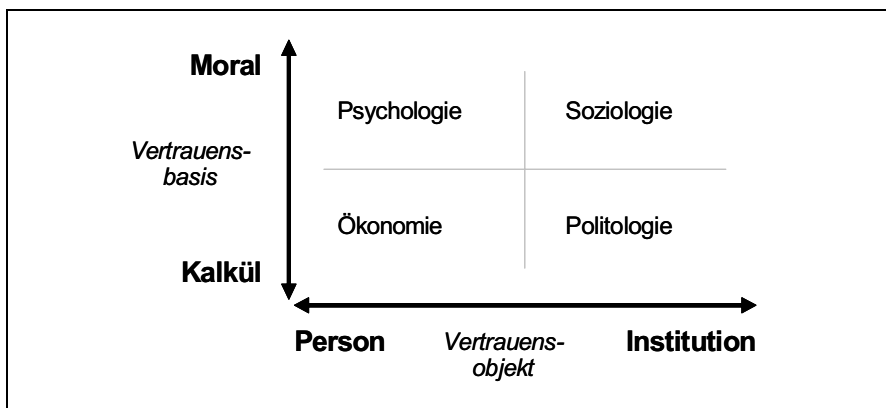 Moral
Psychologie
Soziologie
Vertrauens-
basis
Ökonomie
Politologie
Kalkül
Person
Vertrauens-
objekt
Institution